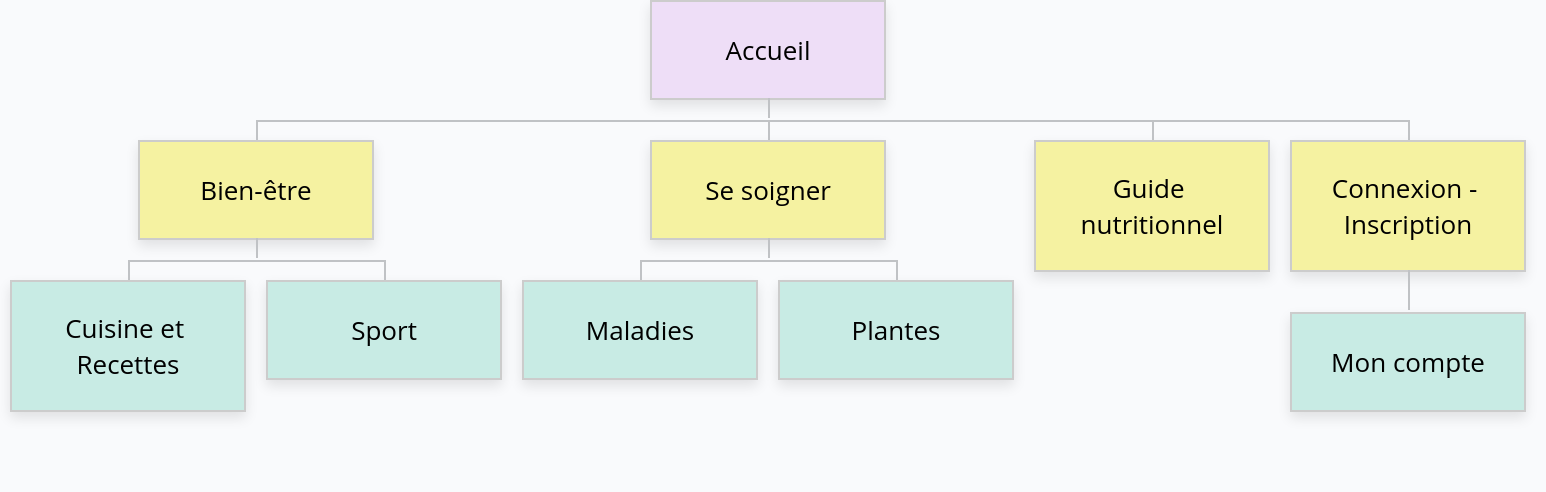 Accueil
Bien-être
Se soigner
Guide
nutritionnel
Connexion -
Inscription
Cuisine et
Recettes
Sport
Maladies
Plantes
Mon compte